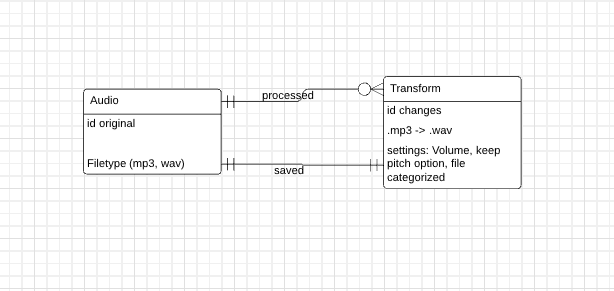 Audio
id original
Filetype (mp3, wav)
processed
saved
Transform
id changes
.mp3 -> .wav
settings: Volume, keep
pitch option, file
categorized